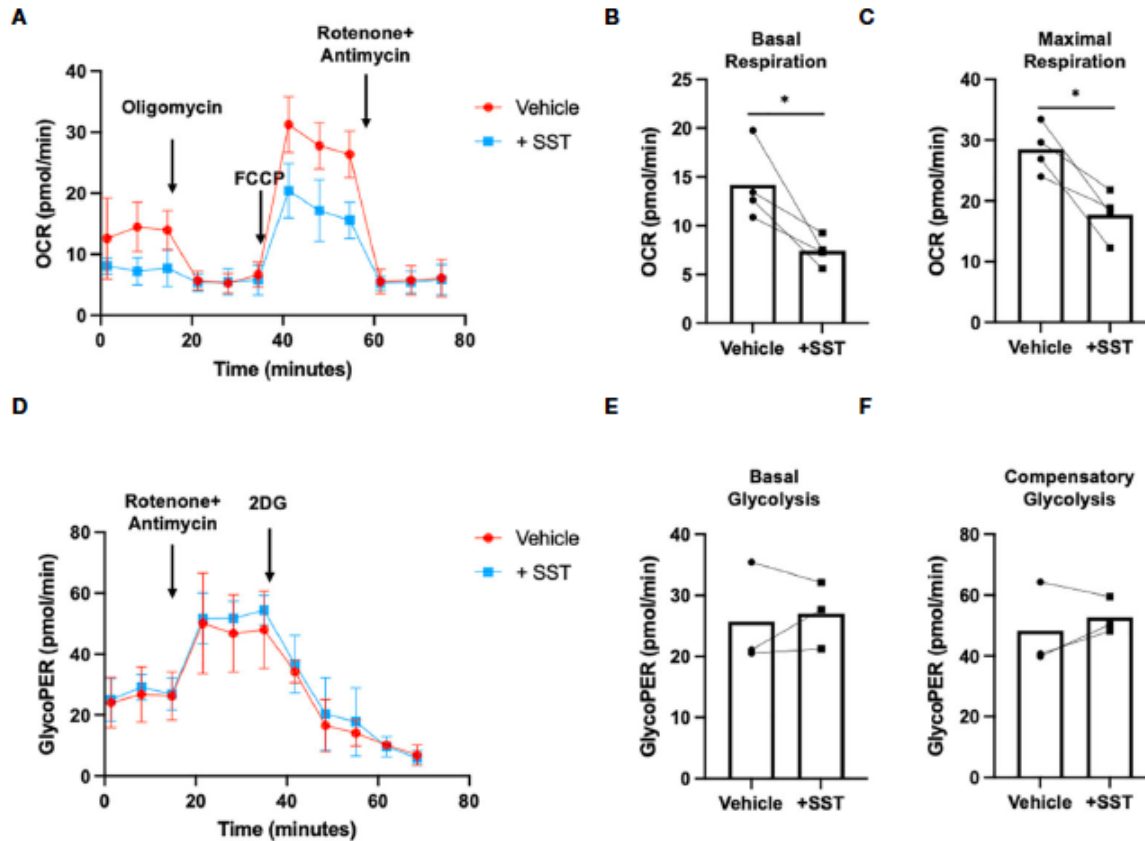 A
B
C
Rotenone+
Antimycin
Oligomycin
FCCP
Vehicle
+ SST
OCR (pmol/min)
40
30
20
10
0
0 20 40 60 80
Time (minutes)
Basal
Respiration
*
OCR (pmol/min)
25
20
15
10
5
0
Vehicle +SST
Maximal
Respiration
*
OCR (pmol/min)
40
30
20
10
0
Vehicle +SST
D
E
F
Rotenone+
Antimycin
2DG
Vehicle
+ SST
GlycoPER (pmol/min)
80
60
40
20
0
0 20 40 60 80
Time (minutes)
Basal
Glycolysis
GlycoPER (pmol/min)
40
30
20
10
0
Vehicle +SST
Compensatory
Glycolysis
GlycoPER (pmol/min)
80
60
40
20
0
Vehicle +SST